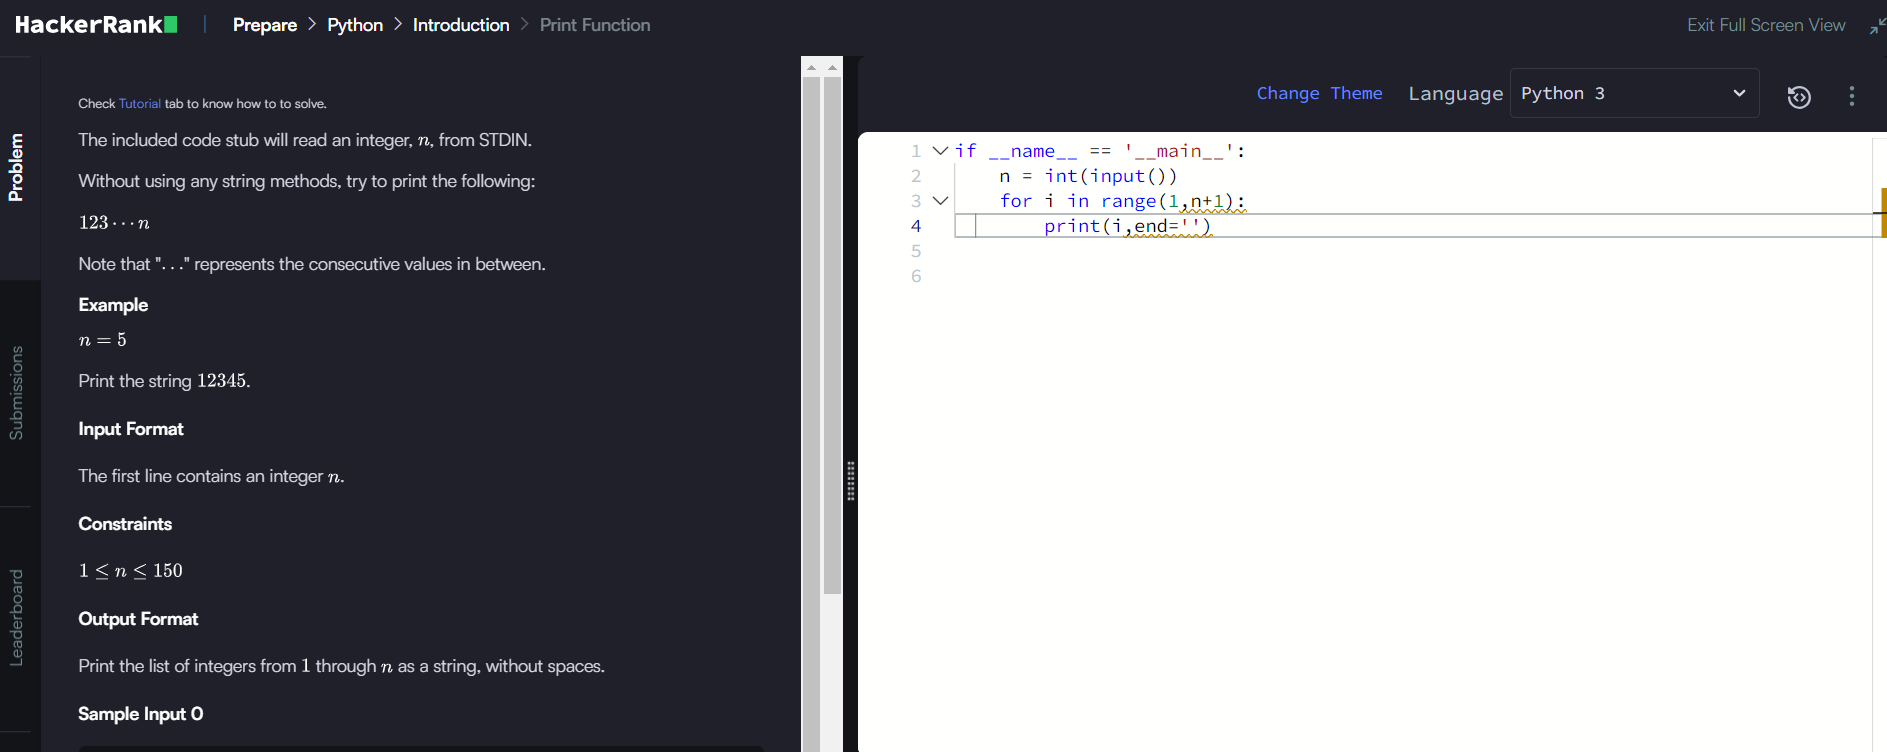 HackerRank
Prepare > Python > Introduction > Print Function
Exit Full Screen View
Problem
Submissions
Leaderboard
Check Tutorial tab to know how to to solve.
The included code stub will read an integer, n, from STDIN.
Without using any string methods, try to print the following:
123 ⋯ n
Note that "..." represents the consecutive values in between.
Example
n = 5
Print the string 12345.
Input Format
The first line contains an integer n.
Constraints
1 ≤ n ≤ 150
Output Format
Print the list of integers from 1 through n as a string, without spaces.
Sample Input 0
Change Theme Language Python 3
1 if __name__ == '__main__':
2     n = int(input())
3     for i in range(1,n+1):
4         print(i,end='')
5
6